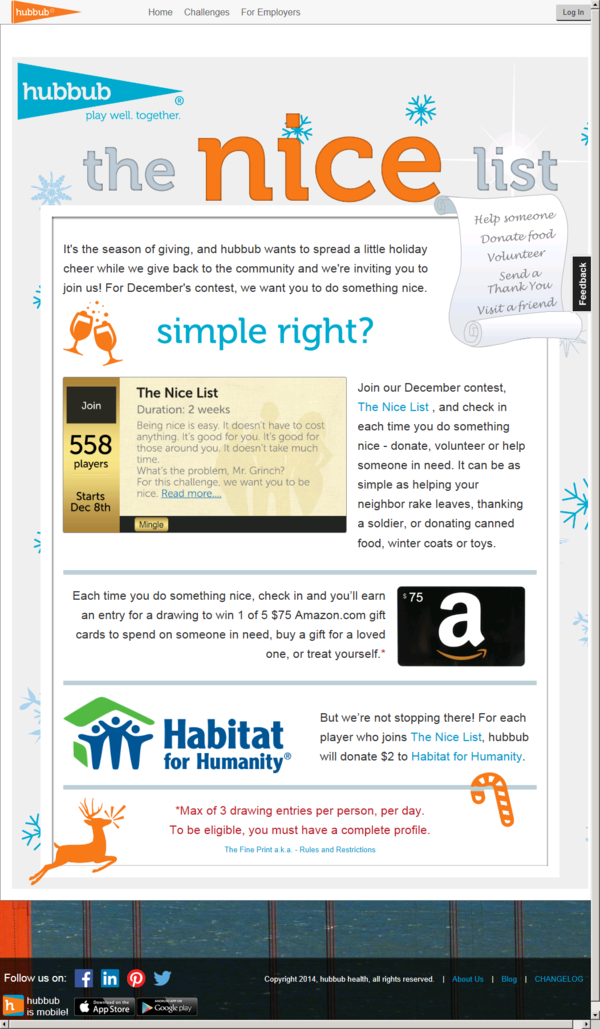 hubbub®
Home Challenges For Employers
Log In
hubbub®
play well. together.
the nice list
Help someone
Donate food
Volunteer
Send a
Thank You
Visit a friend
Feedback
It's the season of giving, and hubbub wants to spread a little holiday
cheer while we give back to the community and we're inviting you to
join us! For December's contest, we want you to do something nice.
simple right?
Join
558
players
Starts
Dec 8th
The Nice List
Duration: 2 weeks
Being nice is easy. It doesn't have to cost
anything. It's good for you. It's good for
those around you. It doesn't take much
time.
What's the problem, Mr. Grinch?
For this challenge, we want you to be
nice. Read more....
Mingle
Join our December contest,
The Nice List , and check in
each time you do something
nice - donate, volunteer or help
someone in need. It can be as
simple as helping your
neighbor rake leaves, thanking
a soldier, or donating canned
food, winter coats or toys.
Each time you do something nice, check in and you'll earn
an entry for a drawing to win 1 of 5 $75 Amazon.com gift
cards to spend on someone in need, buy a gift for a loved
one, or treat yourself.*
$75
a
Habitat
for Humanity®
But we're not stopping there! For each
player who joins The Nice List, hubbub
will donate $2 to Habitat for Humanity.
*Max of 3 drawing entries per person, per day.
To be eligible, you must have a complete profile.
The Fine Print a.k.a. - Rules and Restrictions
Follow us on:
Copyright 2014, hubbub health, all rights reserved. | About Us | Blog | CHANGELOG
hubbub
is mobile!
Download on the
App Store
ANDROID APP ON
Google play